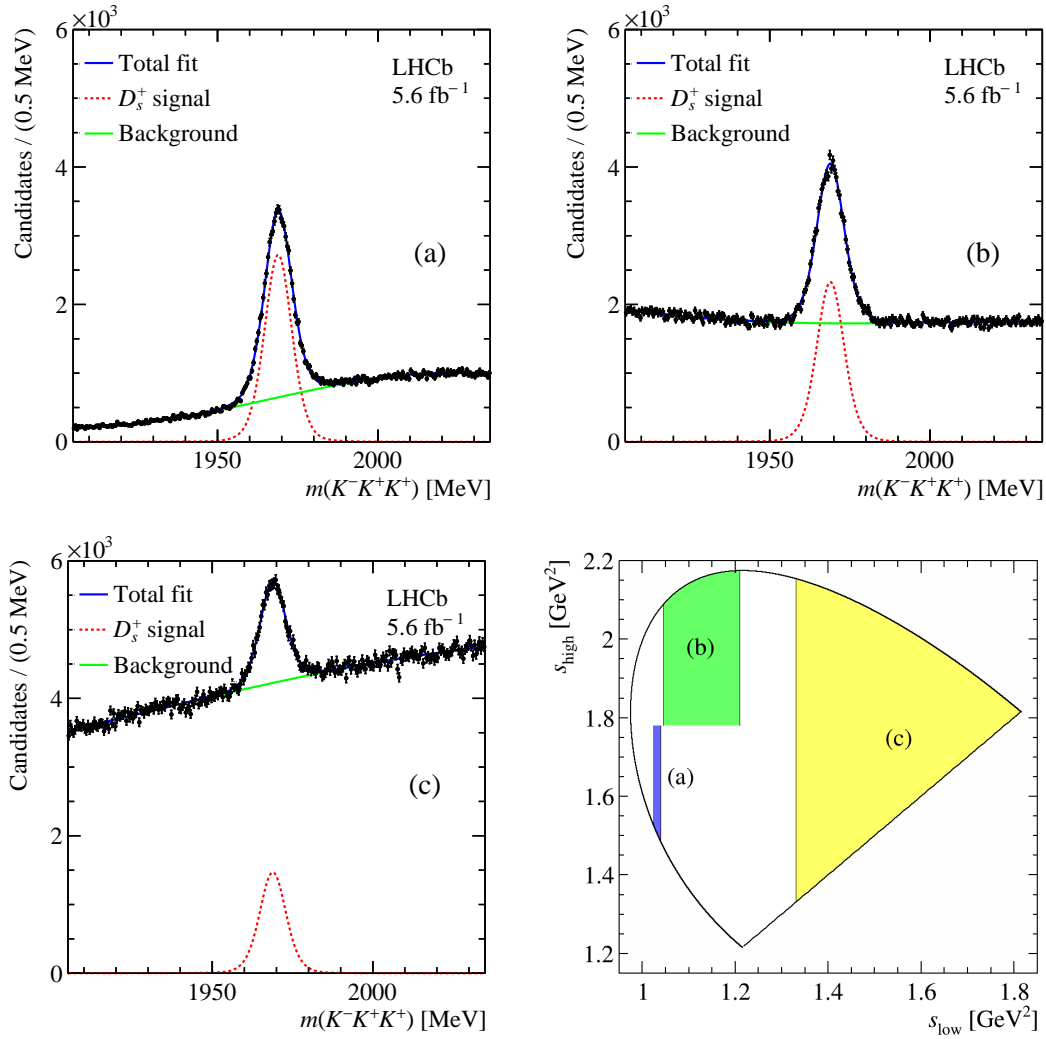 ×10³
6
4
2
0
Candidates / (0.5 MeV)
Total fit
D_s⁺ signal
Background
LHCb
5.6 fb⁻¹
(a)
1950
2000
m(K⁻K⁺K⁺) [MeV]
×10³
6
4
2
0
Candidates / (0.5 MeV)
Total fit
D_s⁺ signal
Background
LHCb
5.6 fb⁻¹
(b)
1950
2000
m(K⁻K⁺K⁺) [MeV]
×10³
6
4
2
0
Candidates / (0.5 MeV)
Total fit
D_s⁺ signal
Background
LHCb
5.6 fb⁻¹
(c)
1950
2000
m(K⁻K⁺K⁺) [MeV]
2.2
2
1.8
1.6
1.4
1.2
s_high [GeV²]
(b)
(c)
(a)
1
1.2
1.4
1.6
1.8
s_low [GeV²]